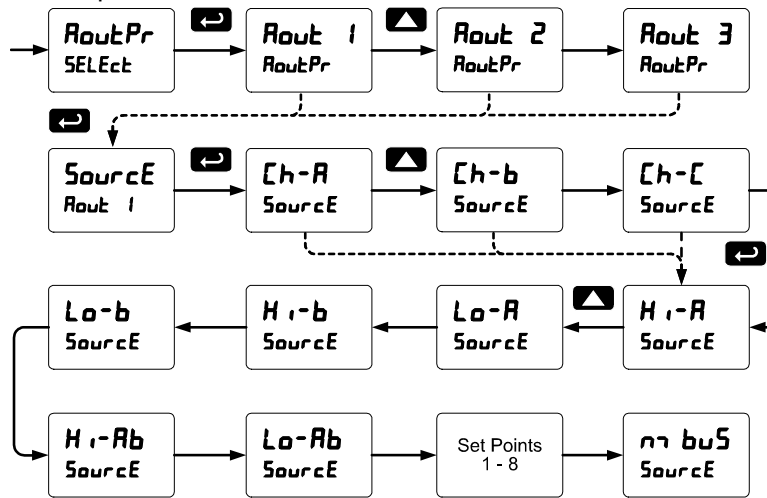 AoutPr
SELEct
Aout 1
AoutPr
Aout 2
AoutPr
Aout 3
AoutPr
SourcE
Aout 1
Ch-A
SourcE
Ch-b
SourcE
Ch-C
SourcE
Lo-b
SourcE
Hi-b
SourcE
Lo-A
SourcE
Hi-A
SourcE
Hi-Ab
SourcE
Lo-Ab
SourcE
Set Points
1 - 8
m buS
SourcE